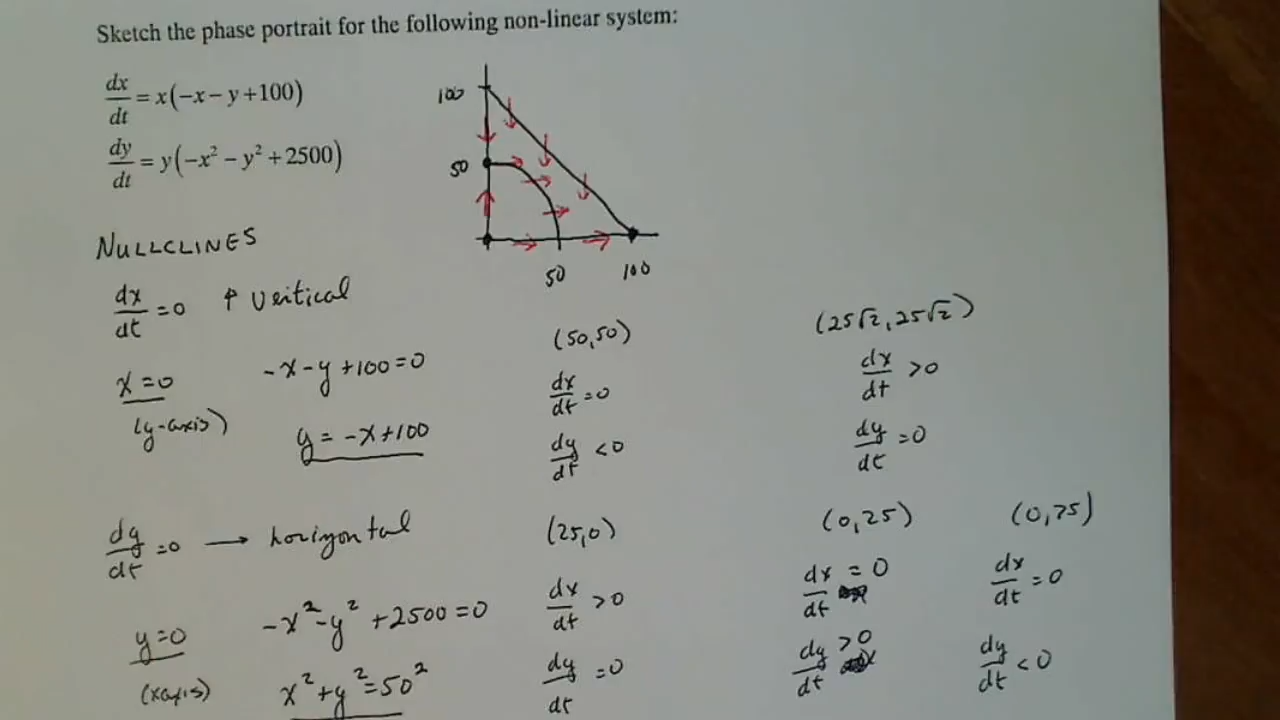 Sketch the phase portrait for the following non-linear system:
dx/dt = x(−x − y + 100)
dy/dt = y(−x² − y² + 2500)
100
50
50 100
NULLCLINES
dx/dt = 0 ↑ Vertical
x = 0 -x - y + 100 = 0
(y-axis) y = -x + 100
dy/dt = 0 → horizontal
y = 0 -x² - y² + 2500 = 0
(x axis) x² + y² = 50²
(50, 50)
dx/dt = 0
dy/dt < 0
(25√2, 25√2)
dx/dt > 0
dy/dt = 0
(25, 0)
dx/dt > 0
dy/dt = 0
(0, 25)
dx/dt = 0
dy/dt > 0
(0, 75)
dx/dt = 0
dy/dt < 0